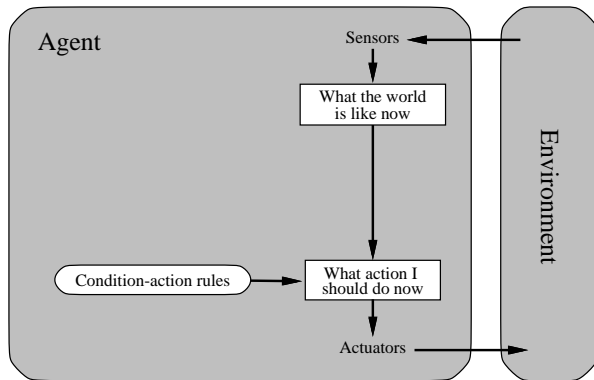 Agent
Sensors
What the world
is like now
Environment
Condition-action rules
What action I
should do now
Actuators